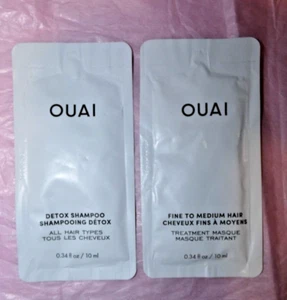 OUAI
DETOX SHAMPOO
SHAMPOOING DÉTOX
ALL HAIR TYPES
TOUS LES CHEVEUX
0.34 fl oz / 10 ml
OUAI
FINE TO MEDIUM HAIR
CHEVEUX FINS À MOYENS
TREATMENT MASQUE
MASQUE TRAITANT
0.34 fl oz / 10 ml